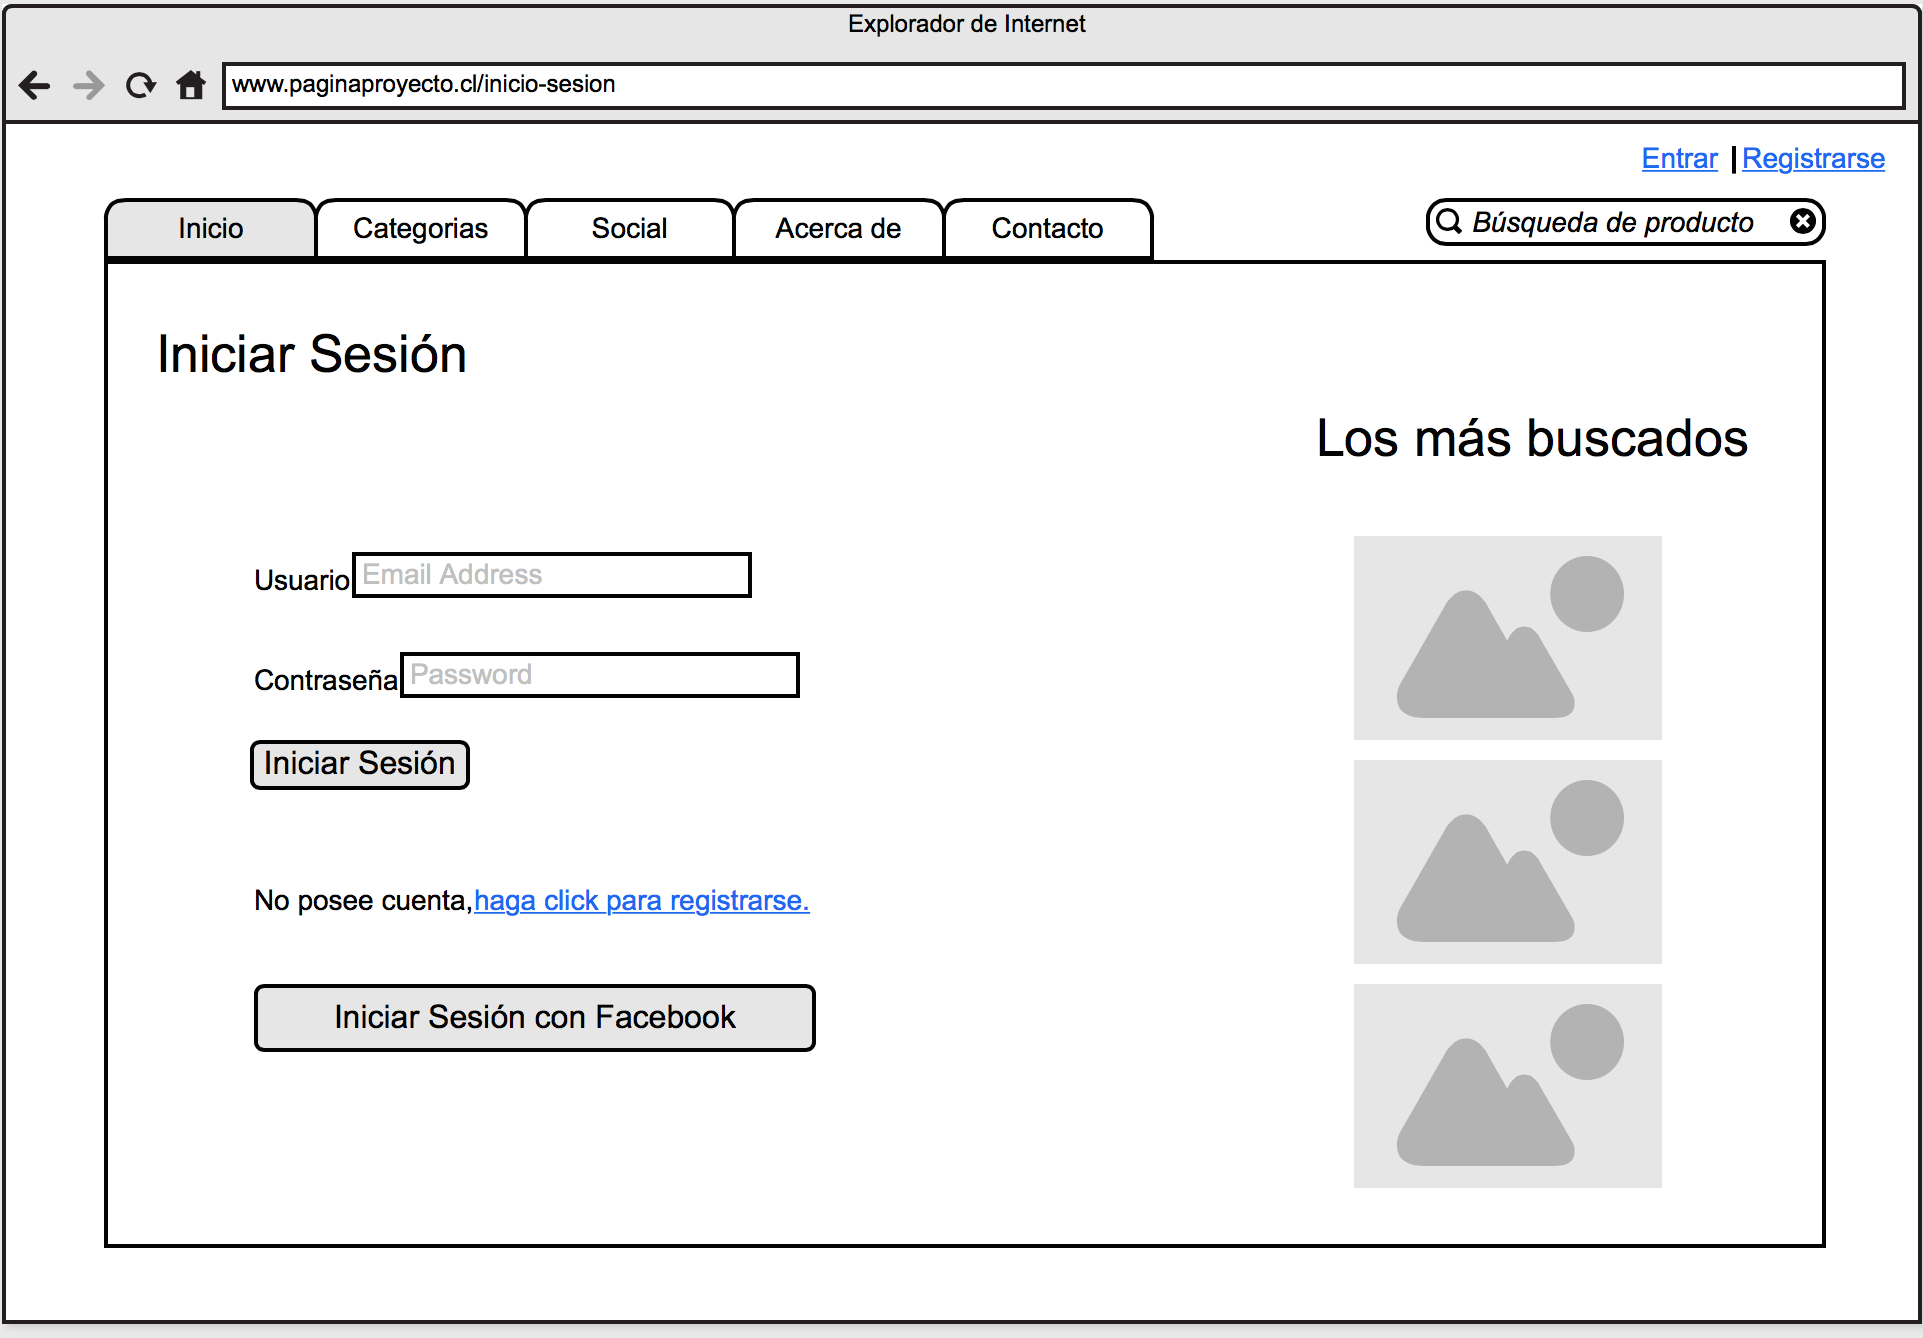 Explorador de Internet
www.paginaproyecto.cl/inicio-sesion
Entrar | Registrarse
Inicio Categorias Social Acerca de Contacto Búsqueda de producto
Iniciar Sesión
Los más buscados
Usuario Email Address
Contraseña Password
Iniciar Sesión
No posee cuenta,haga click para registrarse.
Iniciar Sesión con Facebook